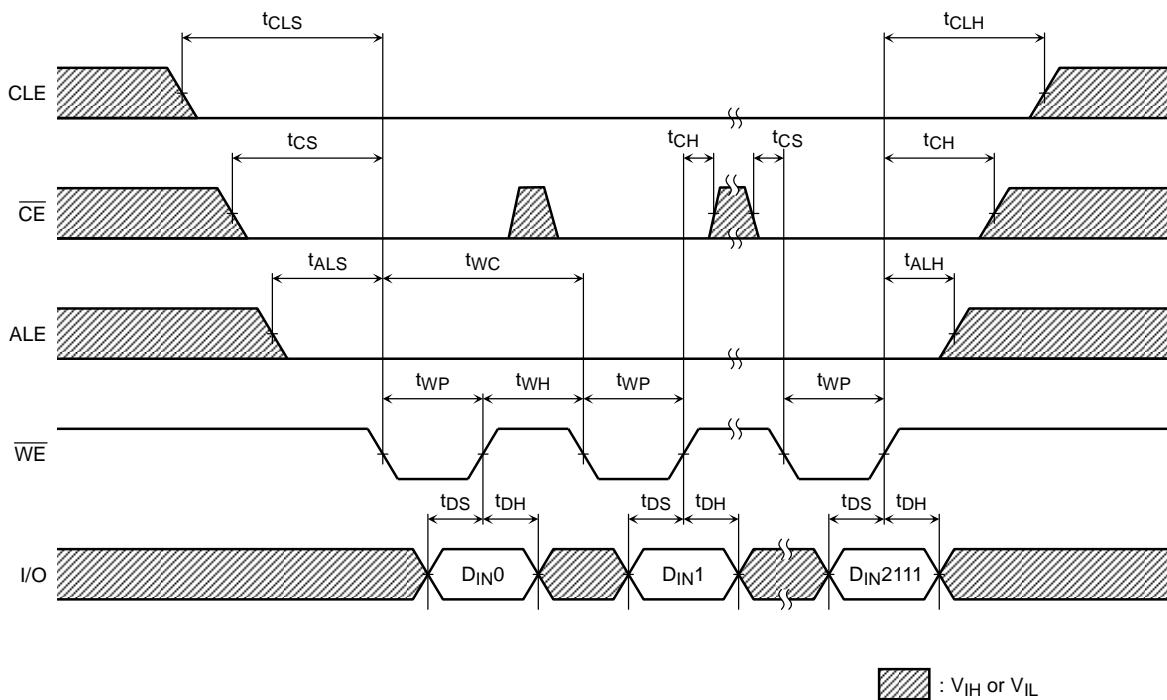 tCLS tCLH
CLE
tCS tCH tCS tCH
CE
tALS tWC tALH
ALE
tWP tWH tWP tWP
WE
tDS tDH tDS tDH tDS tDH
I/O DIN0 DIN1 DIN2111
: VIH or VIL